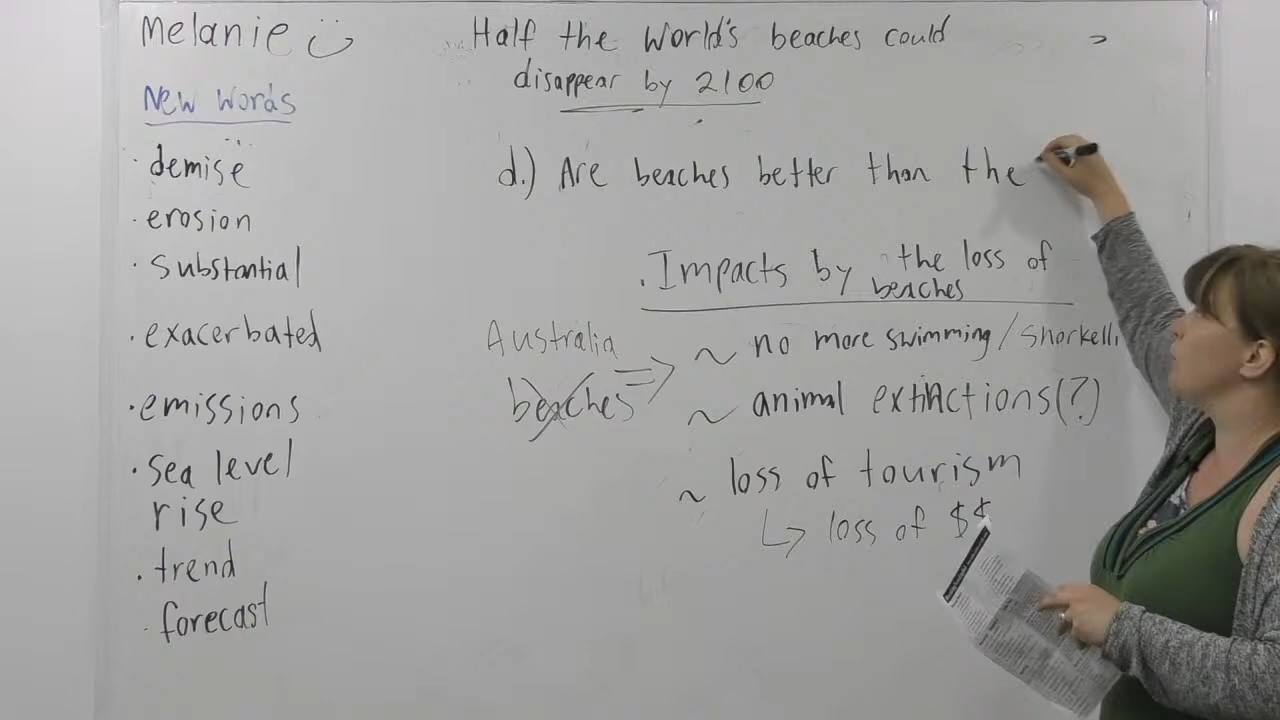 Melanie
New Words
· demise
· erosion
· substantial
· exacerbated
· emissions
· sea level
rise
· trend
· forecast
Half the World's beaches could
disappear by 2100
d.) Are beaches better than the
. Impacts by the loss of
beaches
Australia
beaches
⇒
~ no more swimming/Snorkelli
~ animal extinctions(?)
~ loss of tourism
↳ loss of $$